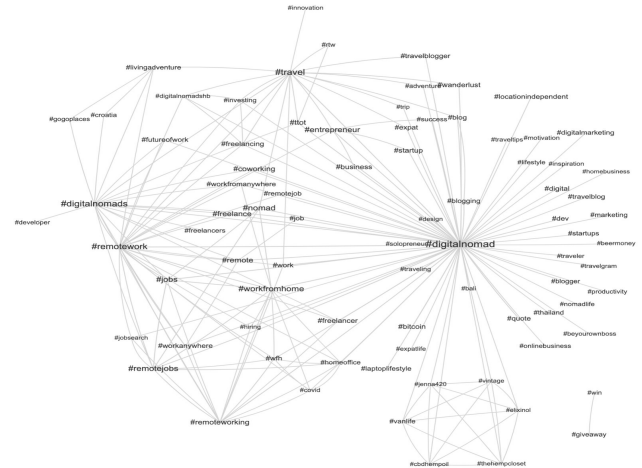 #innovation
#rtw
#travelblogger
#livingadventure
#travel
#adventure
#wanderlust
#digitalnomadshb
#investing
#locationindependent
#trip
#croatia
#gogoplaces
#ttot
#success
#blog
#entrepreneur
#expat
#digitalmarketing
#futureofwork
#freelancing
#traveltips
#motivation
#startup
#lifestyle
#inspiration
#coworking
#business
#homebusiness
#workfromanywhere
#digital
#remotejob
#travelblog
#digitalnomads
#blogging
#nomad
#freelance
#job
#design
#dev
#marketing
#developer
#freelancers
#startups
#beermoney
#remotework
#solopreneur
#digitalnomad
#traveler
#remote
#work
#traveling
#travelgram
#jobs
#blogger
#workfromhome
#bali
#productivity
#nomadlife
#thailand
#freelancer
#quote
#beyourownboss
#hiring
#bitcoin
#jobsearch
#workanywhere
#expatlife
#onlinebusiness
#wfh
#homeoffice
#remotejobs
#laptoplifestyle
#covid
#jenna420
#vintage
#win
#elixinol
#remoteworking
#vanlife
#giveaway
#cbdhempoil
#thehempcloset